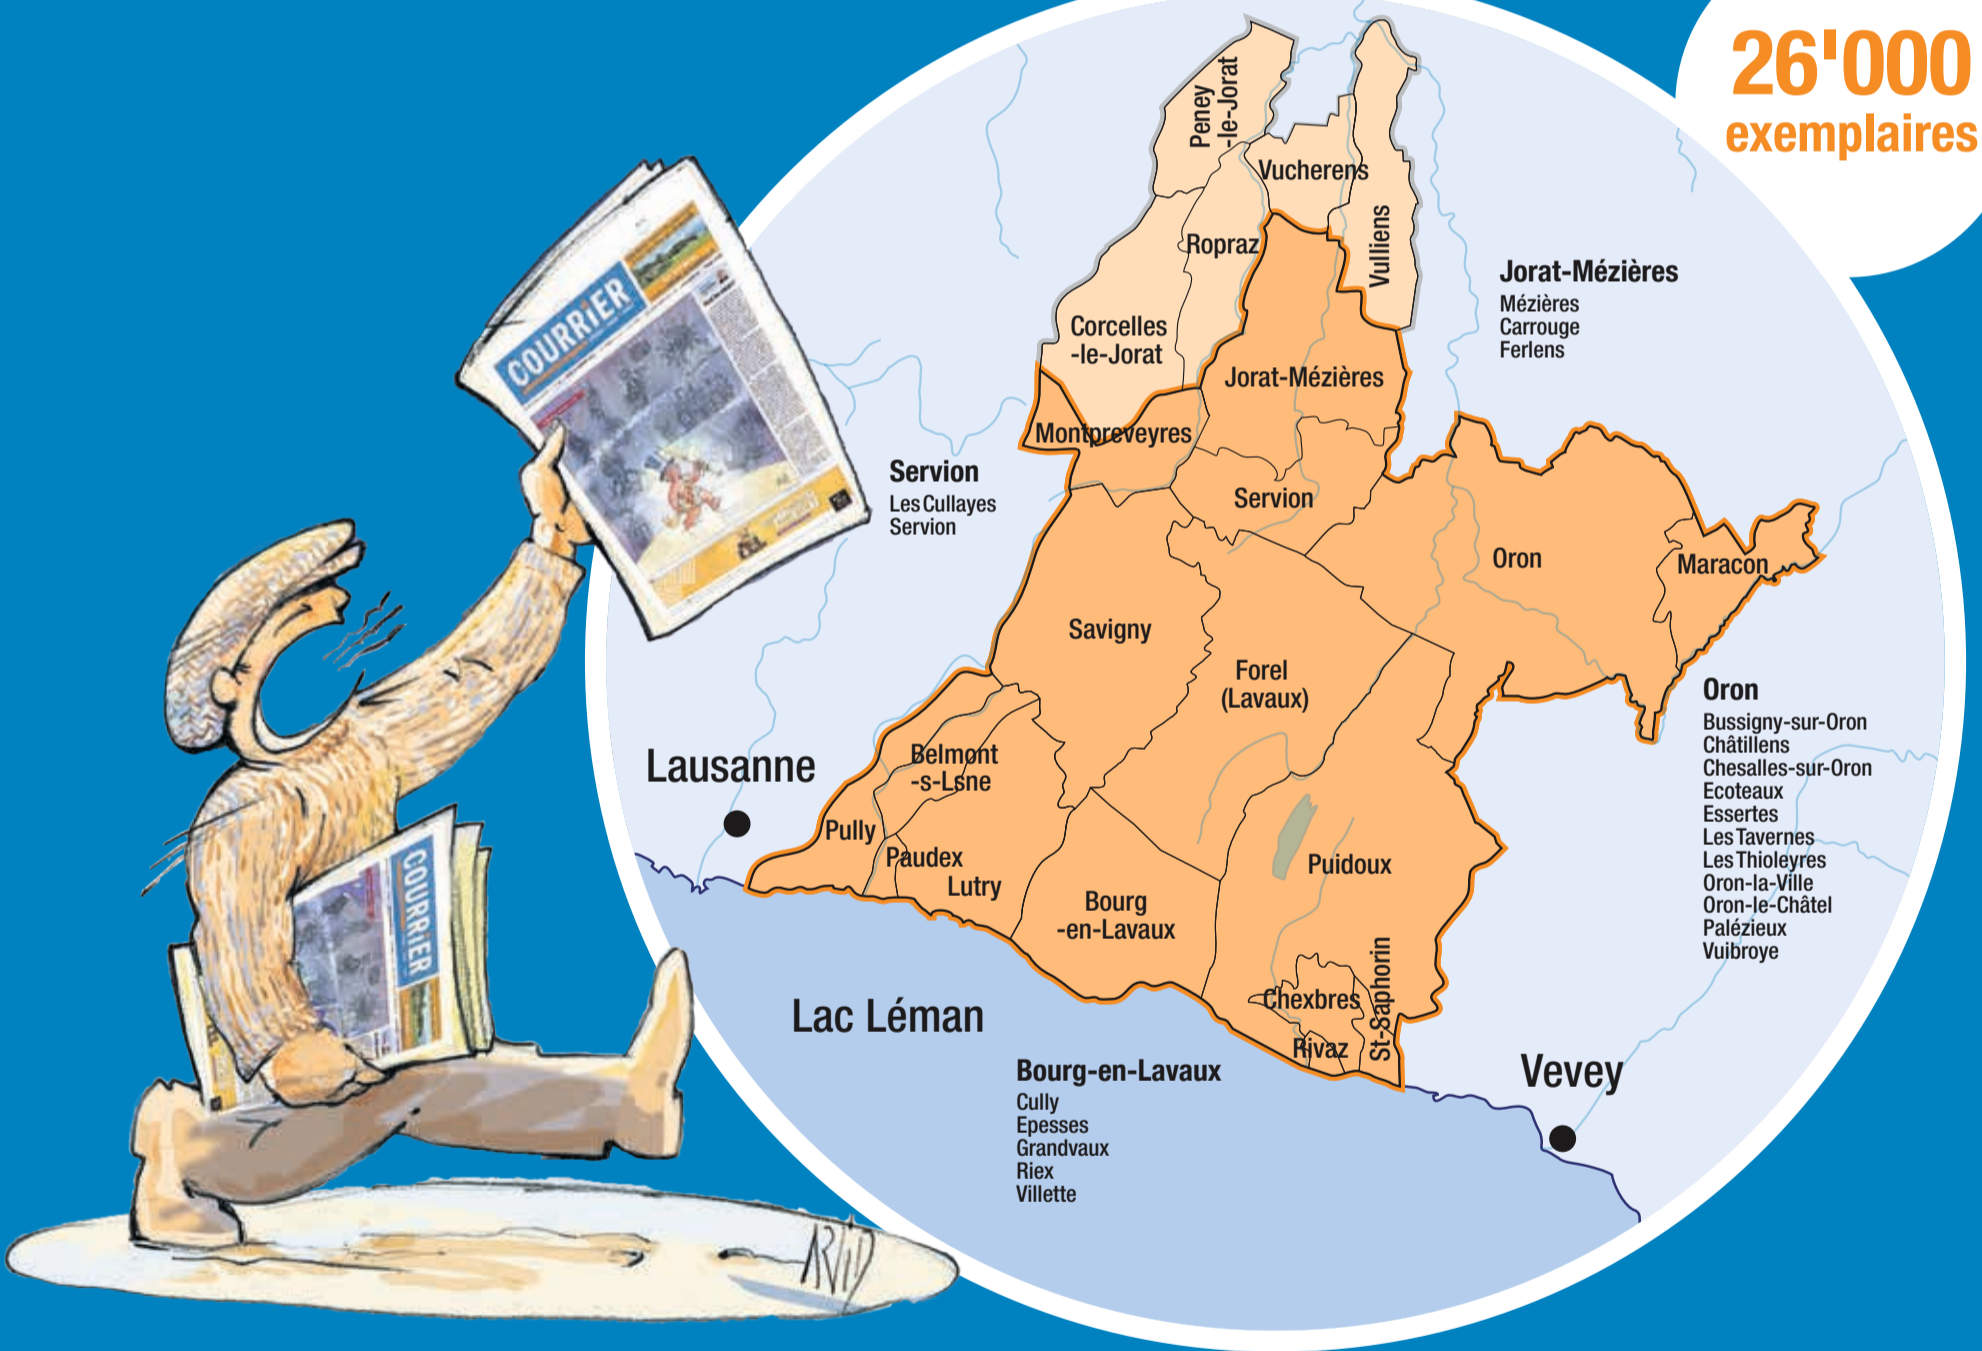 26'000
exemplaires
COURRiER
COURRiER
Peney
-le-Jorat
Vucherens
Vulliens
Ropraz
Corcelles
-le-Jorat
Jorat-Mézières
Montpreveyres
Servion
Oron
Maracon
Savigny
Forel
(Lavaux)
Belmont
-s-Lsne
Pully
Paudex
Lutry
Bourg
-en-Lavaux
Puidoux
Chexbres
Rivaz
St-Saphorin
Lausanne
Lac Léman
Vevey
Jorat-Mézières
Mézières
Carrouge
Ferlens
Servion
Les Cullayes
Servion
Oron
Bussigny-sur-Oron
Châtillens
Chesalles-sur-Oron
Ecoteaux
Essertes
Les Tavernes
Les Thioleyres
Oron-la-Ville
Oron-le-Châtel
Palézieux
Vuibroye
Bourg-en-Lavaux
Cully
Epesses
Grandvaux
Riex
Villette